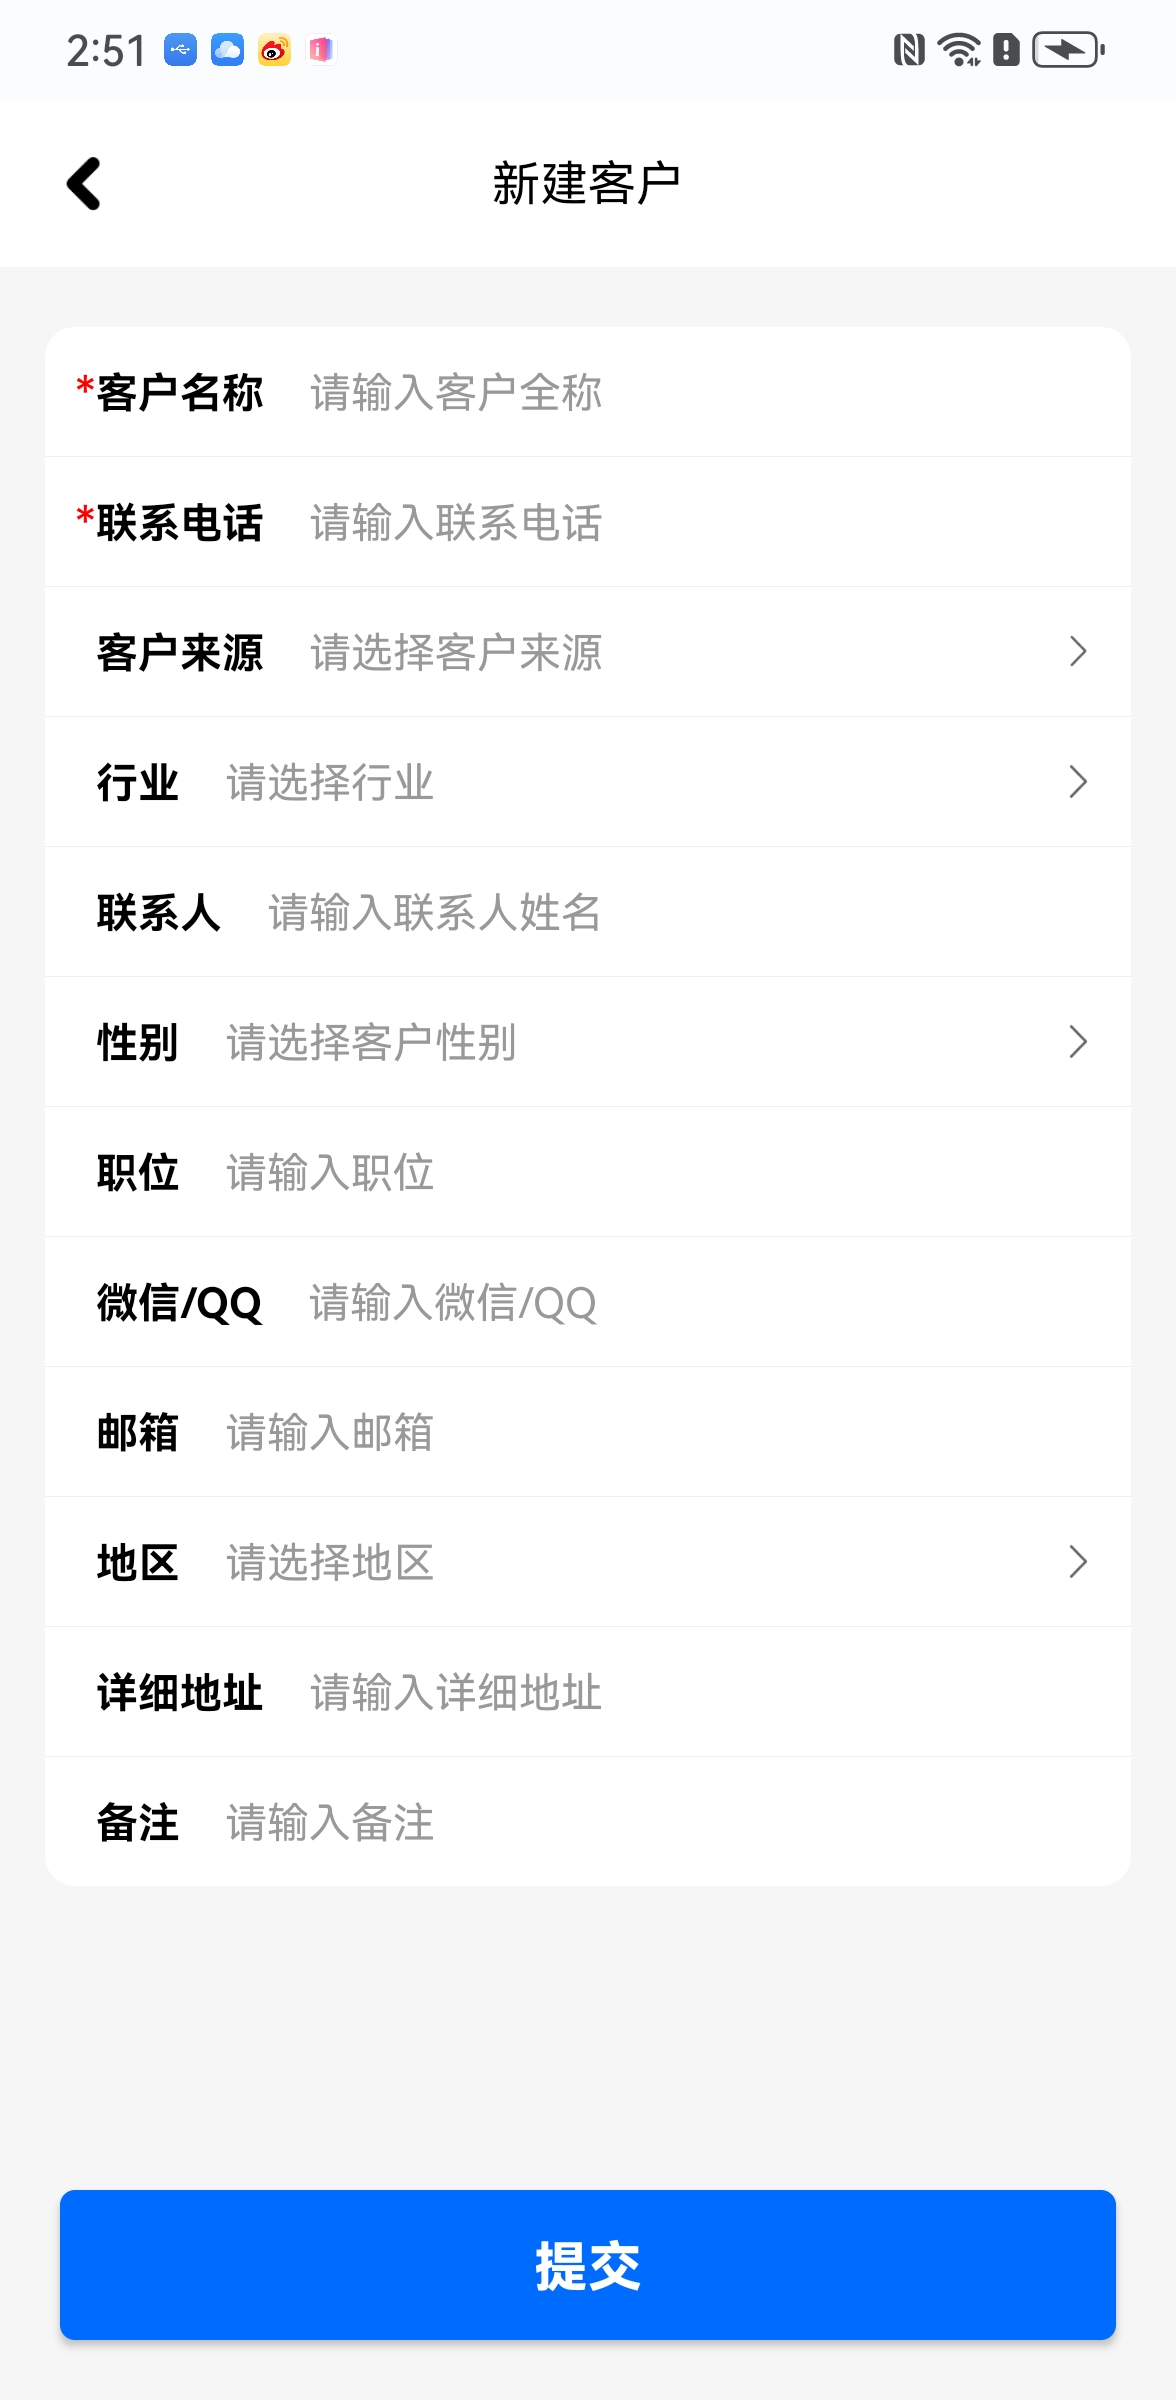 2:51
新建客户
*客户名称 请输入客户全称
*联系电话 请输入联系电话
客户来源 请选择客户来源
行业 请选择行业
联系人 请输入联系人姓名
性别 请选择客户性别
职位 请输入职位
微信/QQ 请输入微信/QQ
邮箱 请输入邮箱
地区 请选择地区
详细地址 请输入详细地址
备注 请输入备注
提交